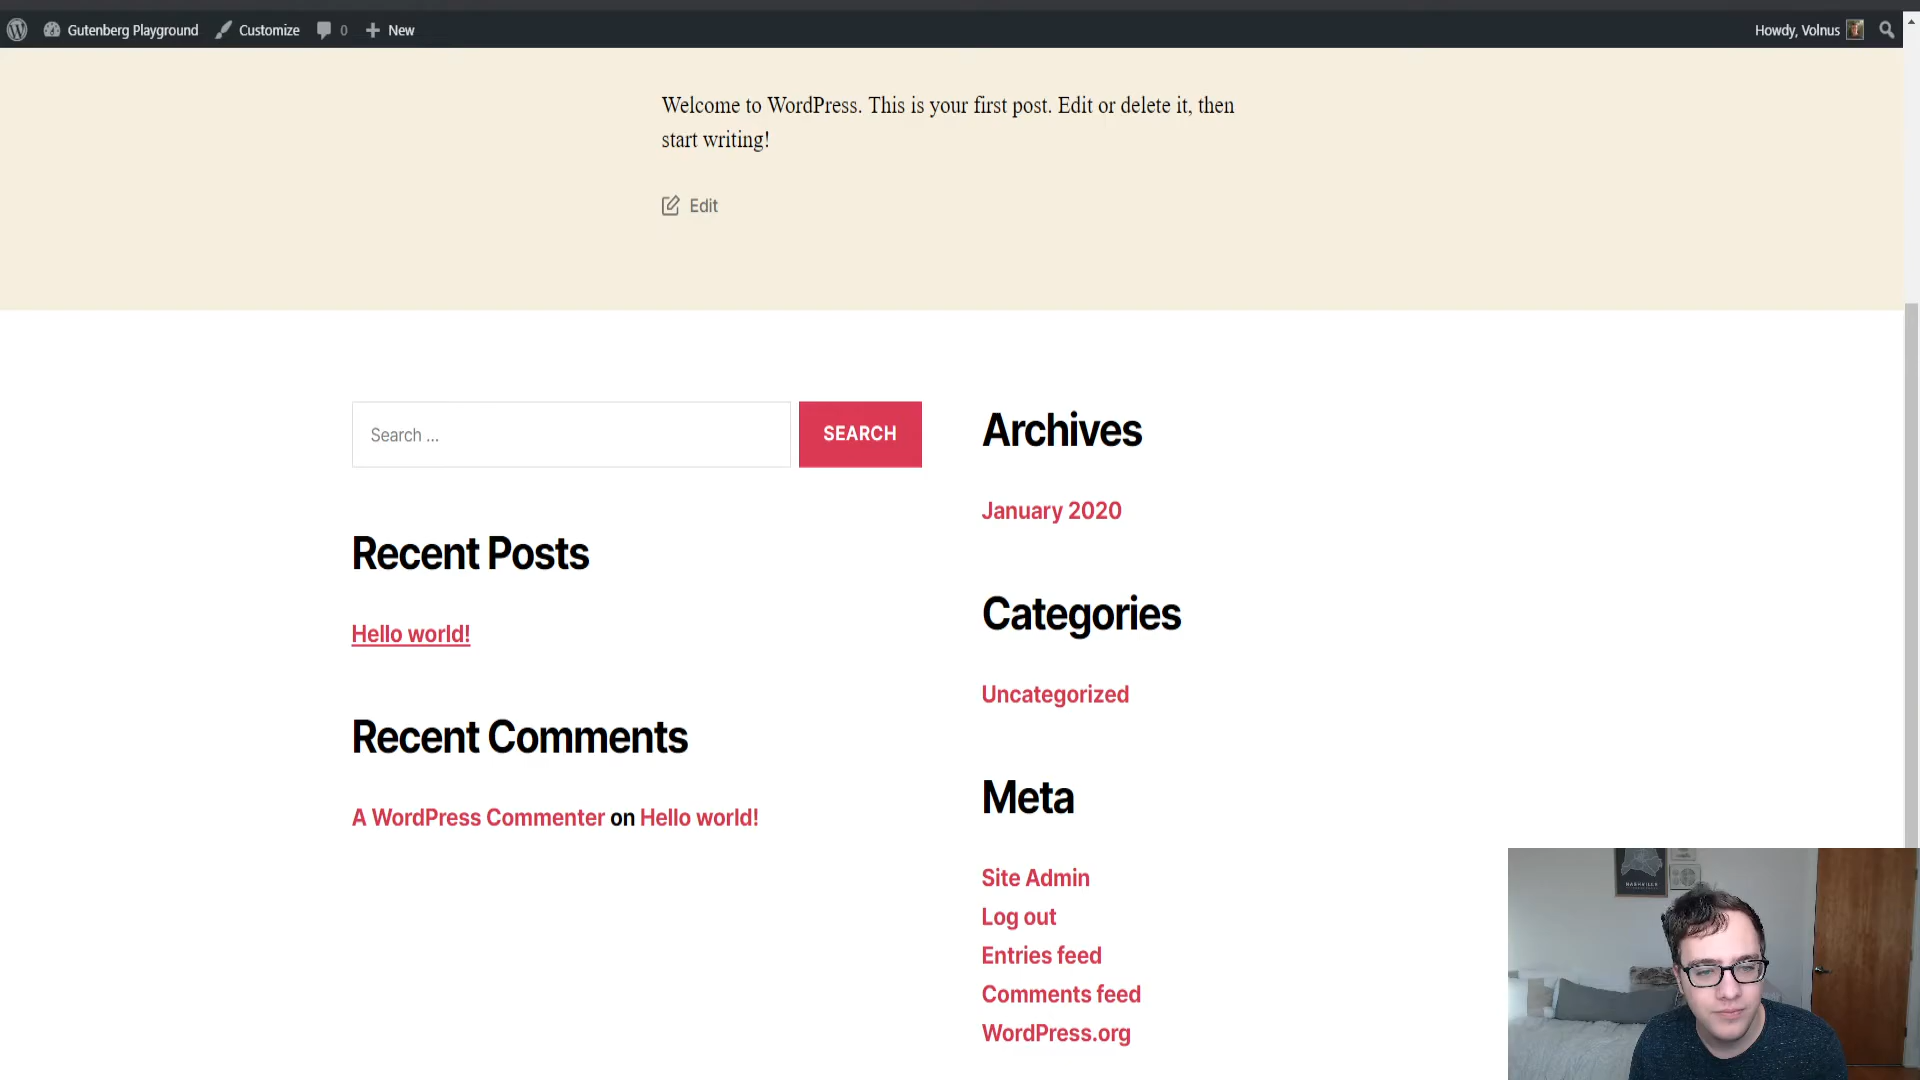 Gutenberg Playground Customize 0 New Howdy, Volnus
Welcome to WordPress. This is your first post. Edit or delete it, then
start writing!
Edit
Search ... SEARCH
Recent Posts
Hello world!
Recent Comments
A WordPress Commenter on Hello world!
Archives
January 2020
Categories
Uncategorized
Meta
Site Admin
Log out
Entries feed
Comments feed
WordPress.org
NASHVILLE